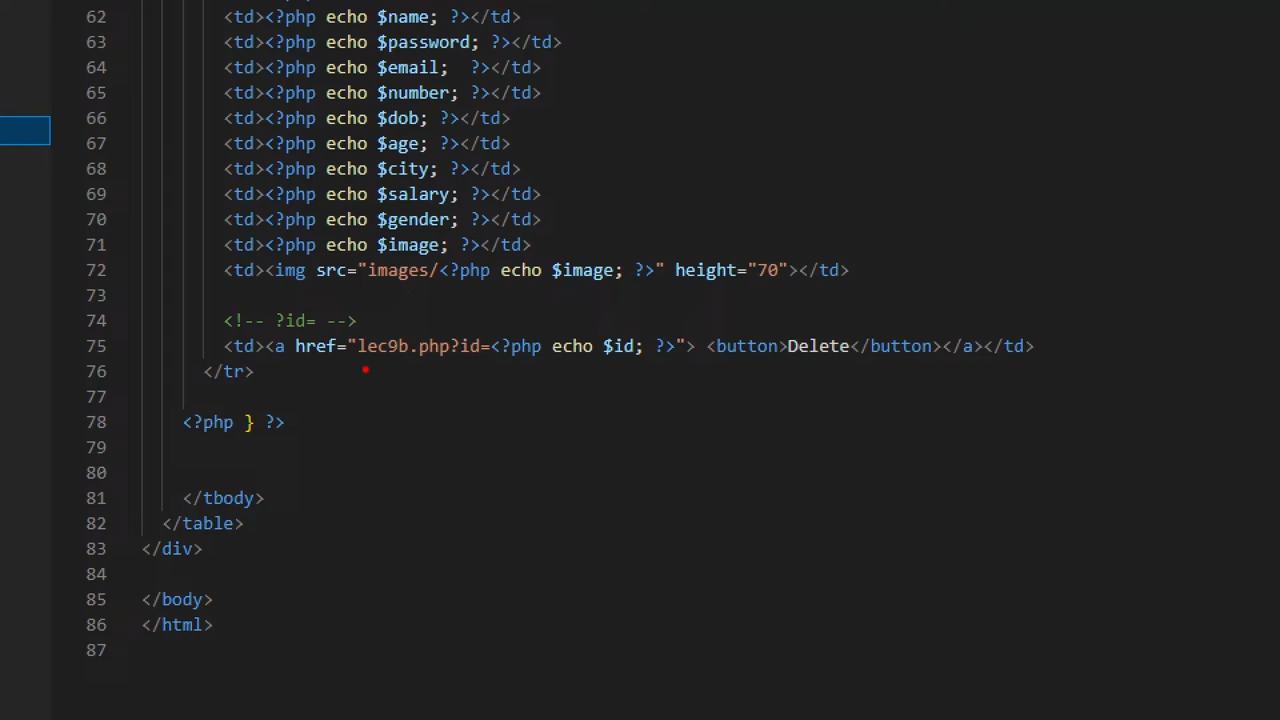 62 <td><?php echo $name; ?></td>
63 <td><?php echo $password; ?></td>
64 <td><?php echo $email;  ?></td>
65 <td><?php echo $number; ?></td>
66 <td><?php echo $dob; ?></td>
67 <td><?php echo $age; ?></td>
68 <td><?php echo $city; ?></td>
69 <td><?php echo $salary; ?></td>
70 <td><?php echo $gender; ?></td>
71 <td><?php echo $image; ?></td>
72 <td><img src="images/<?php echo $image; ?>" height="70"></td>
73
74 <!-- ?id= -->
75 <td><a href="lec9b.php?id=<?php echo $id; ?>"> <button>Delete</button></a></td>
76 </tr>
77
78 <?php } ?>
79
80
81 </tbody>
82 </table>
83 </div>
84
85 </body>
86 </html>
87